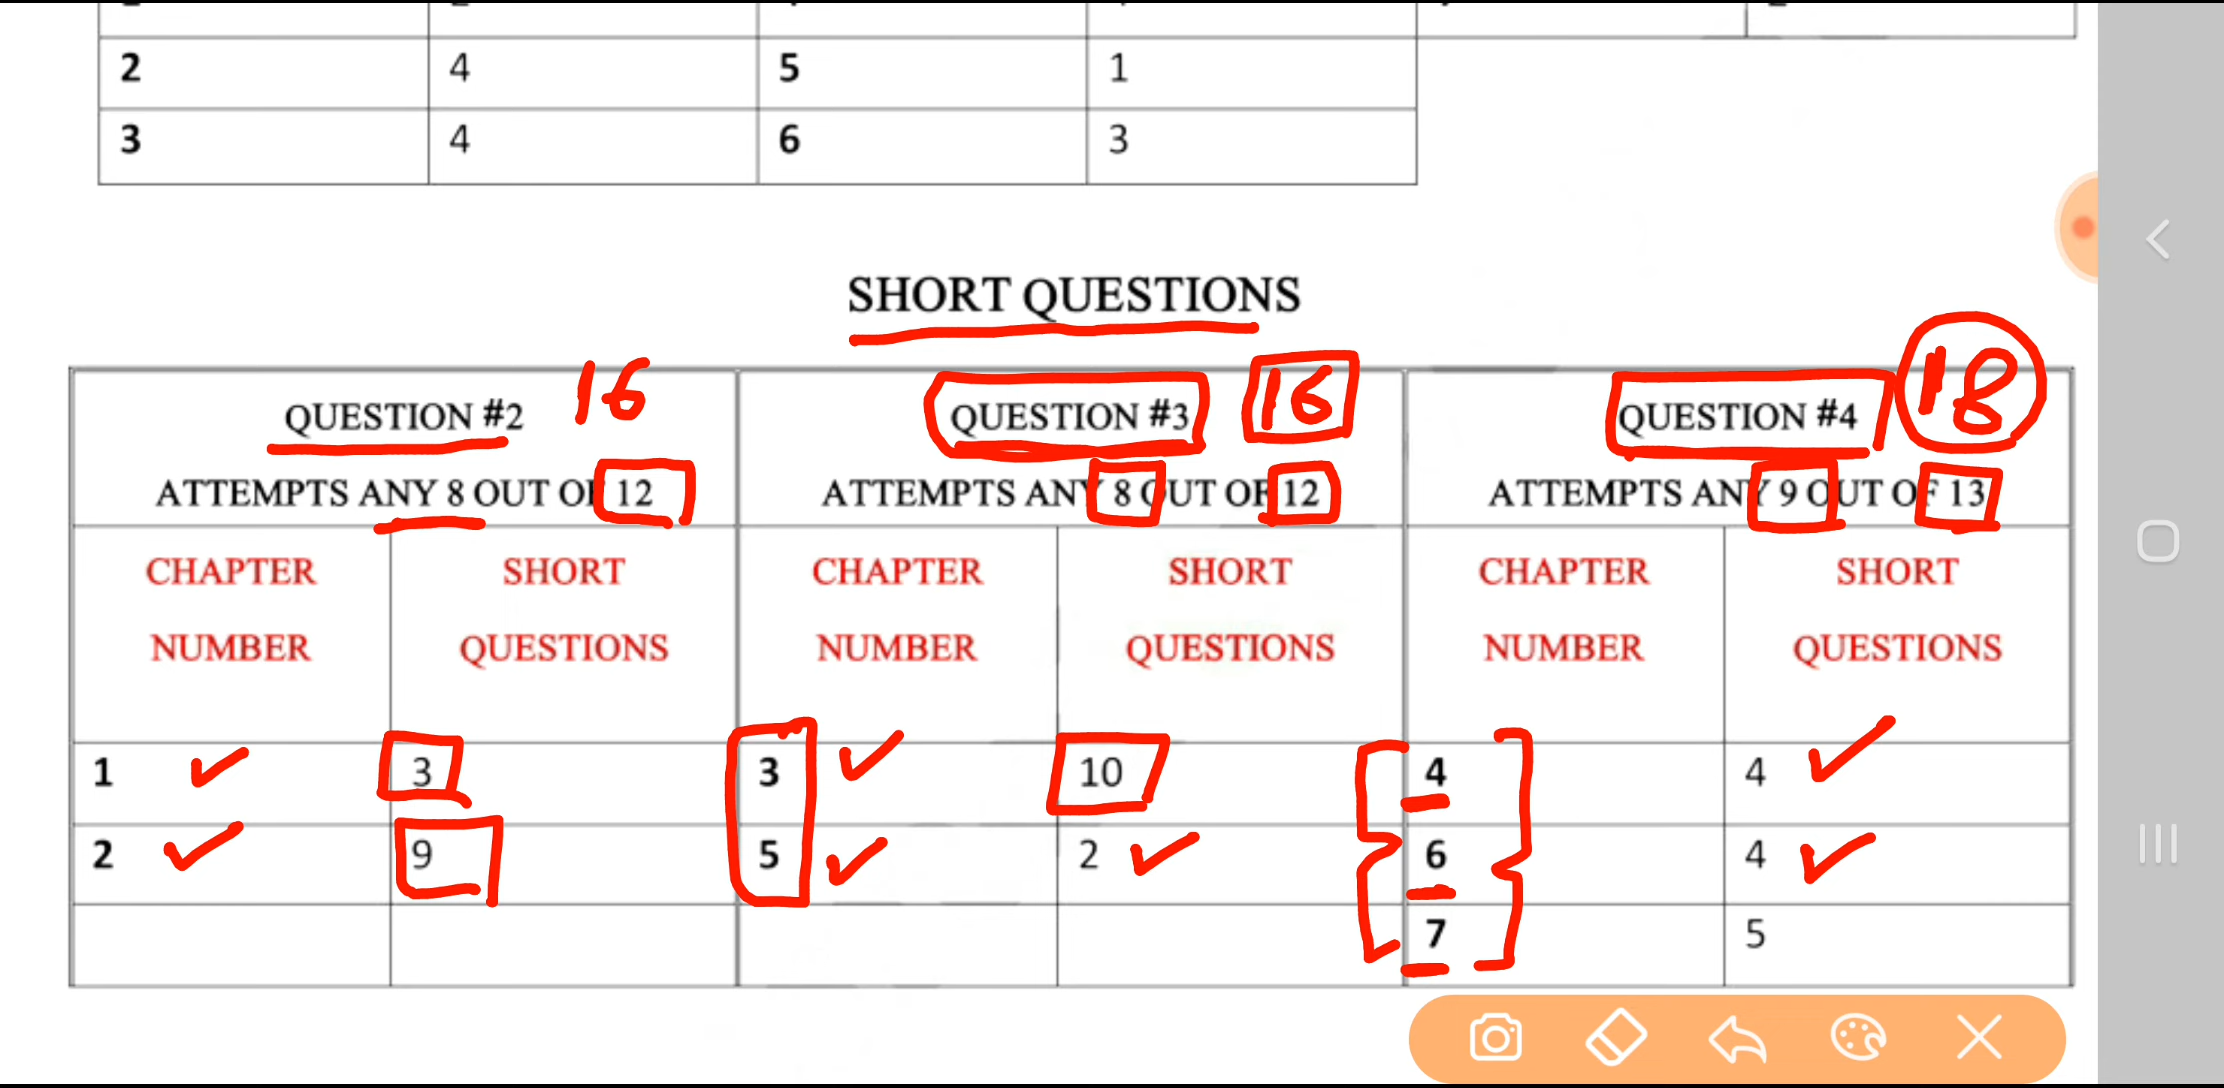 2 4 5 1
3 4 6 3
SHORT QUESTIONS
QUESTION #2 16 QUESTION #3 16 QUESTION #4 18
ATTEMPTS ANY 8 OUT OF 12 ATTEMPTS ANY 8 OUT OF 12 ATTEMPTS ANY 9 OUT OF 13
CHAPTER SHORT CHAPTER SHORT CHAPTER SHORT
NUMBER QUESTIONS NUMBER QUESTIONS NUMBER QUESTIONS
1 3 3 10 4 4
2 9 5 2 6 4
7 5